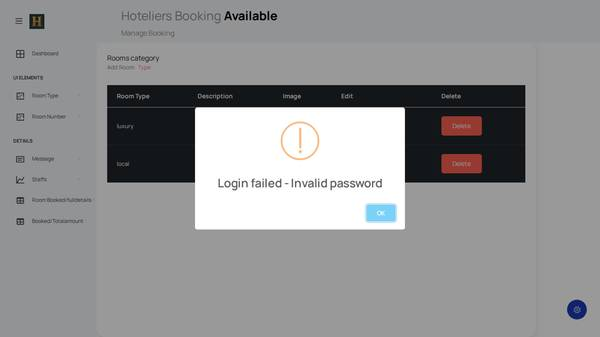 Hoteliers Booking Available
Manage Booking
Dashboard
UI ELEMENTS
Room Type
Room Number
DETAILS
Message
Staffs
Room Booked/fulldetails
Booked/Totalamount
Rooms category
Add Room Type
Room Type Description Image Edit Delete
luxury Delete
local Delete
Login failed - Invalid password
OK